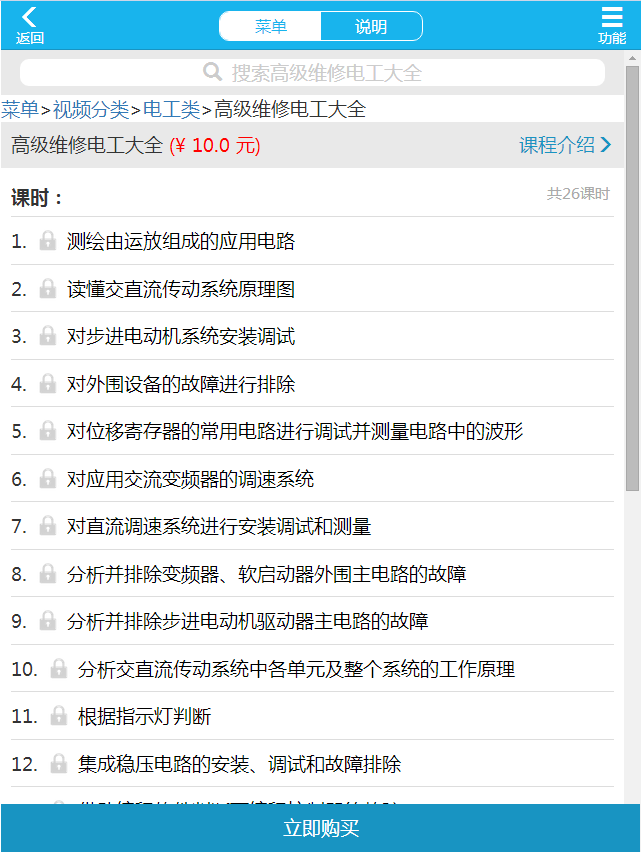 返回
菜单 说明
功能
搜索高级维修电工大全
菜单>视频分类>电工类>高级维修电工大全
高级维修电工大全 (¥ 10.0 元) 课程介绍
课时： 共26课时
1. 测绘由运放组成的应用电路
2. 读懂交直流传动系统原理图
3. 对步进电动机系统安装调试
4. 对外围设备的故障进行排除
5. 对位移寄存器的常用电路进行调试并测量电路中的波形
6. 对应用交流变频器的调速系统
7. 对直流调速系统进行安装调试和测量
8. 分析并排除变频器、软启动器外围主电路的故障
9. 分析并排除步进电动机驱动器主电路的故障
10. 分析交直流传动系统中各单元及整个系统的工作原理
11. 根据指示灯判断
12. 集成稳压电路的安装、调试和故障排除
立即购买